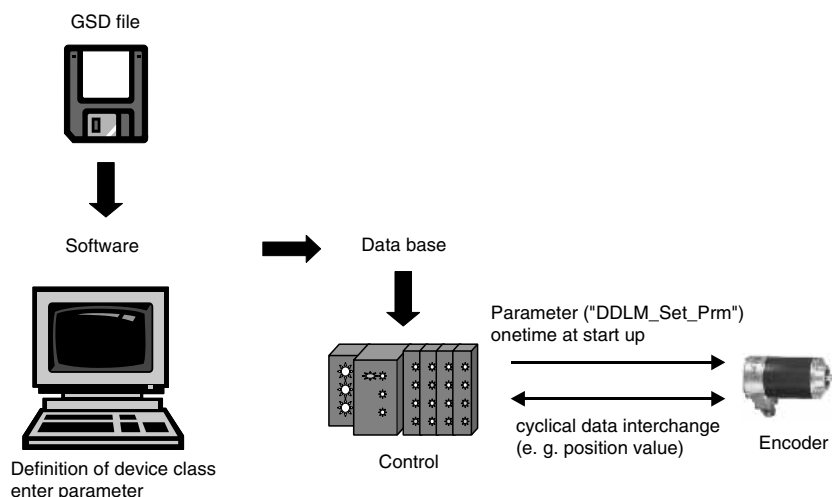 GSD file
Software
Data base
Parameter ("DDLM_Set_Prm")
onetime at start up
cyclical data interchange
(e. g. position value)
Encoder
Control
Definition of device class
enter parameter